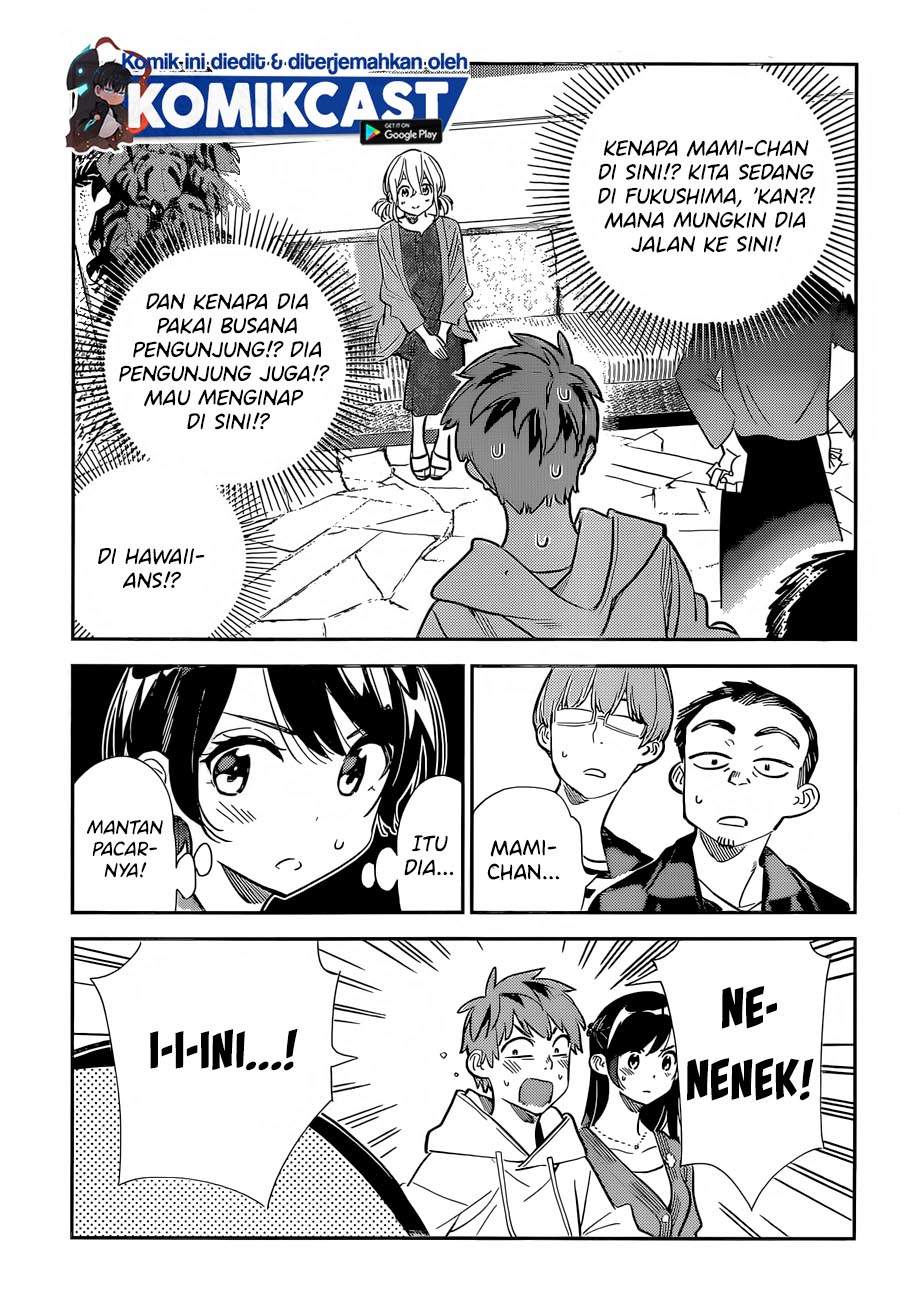 Komik ini diedit & diterjemahkan oleh
KOMIKCAST
GET IT ON
Google Play
KENAPA MAMI-CHAN
DI SINI!? KITA SEDANG
DI FUKUSHIMA, 'KAN?!
MANA MUNGKIN DIA
JALAN KE SINI!
DAN KENAPA DIA
PAKAI BUSANA
PENGUNJUNG!? DIA
PENGUNJUNG JUGA!?
MAU MENGINAP
DI SINI!?
DI HAWAII-
ANS!?
MAMI-
CHAN...
ITU
DIA...
MANTAN
PACAR-
NYA!
NE-
NENEK!
I-I-INI...!